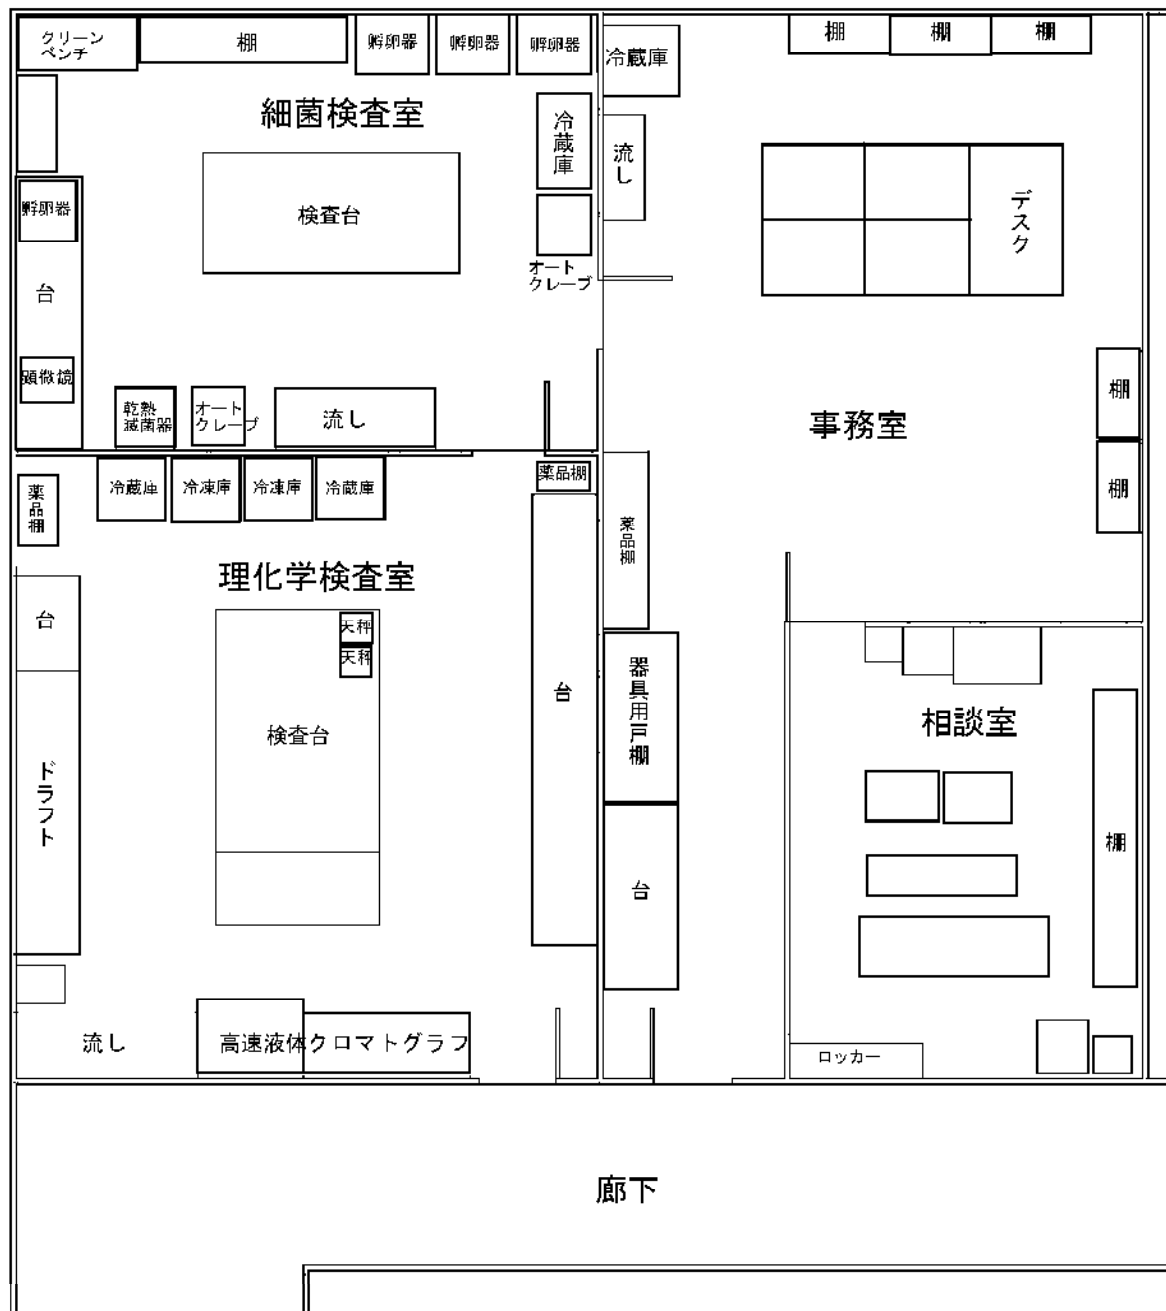 クリーン
ベンチ
棚
孵卵器
孵卵器
孵卵器
冷蔵庫
棚
棚
棚
細菌検査室
冷蔵庫
流し
検査台
孵卵器
デスク
オート
クレーブ
台
顕微鏡
乾熱
滅菌器
オート
クレーブ
流し
事務室
棚
棚
薬品棚
冷蔵庫
冷凍庫
冷凍庫
冷蔵庫
薬品棚
薬品棚
理化学検査室
台
天秤
天秤
検査台
台
器具用戸棚
相談室
ドラフト
台
棚
流し
高速液体クロマトグラフ
ロッカー
廊下